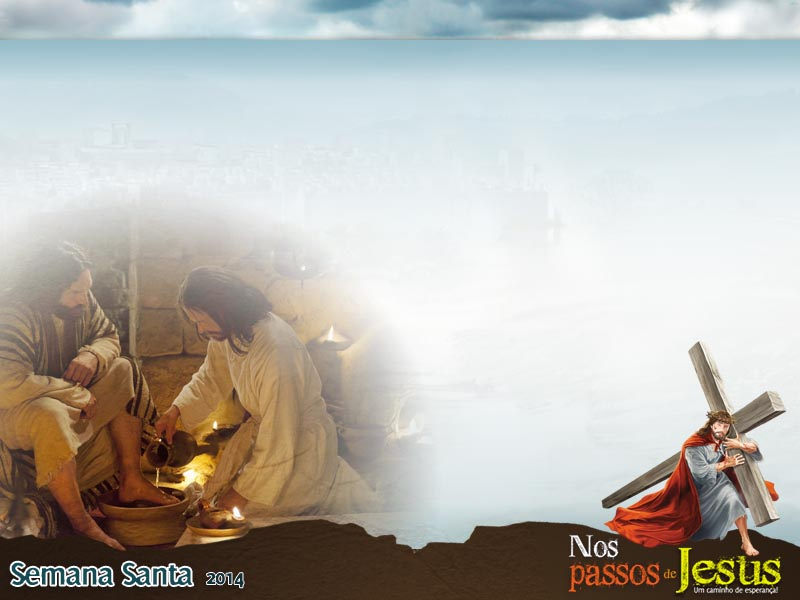 Semana Santa 2014
Nos
passos de Jesus
Um caminho de esperança!